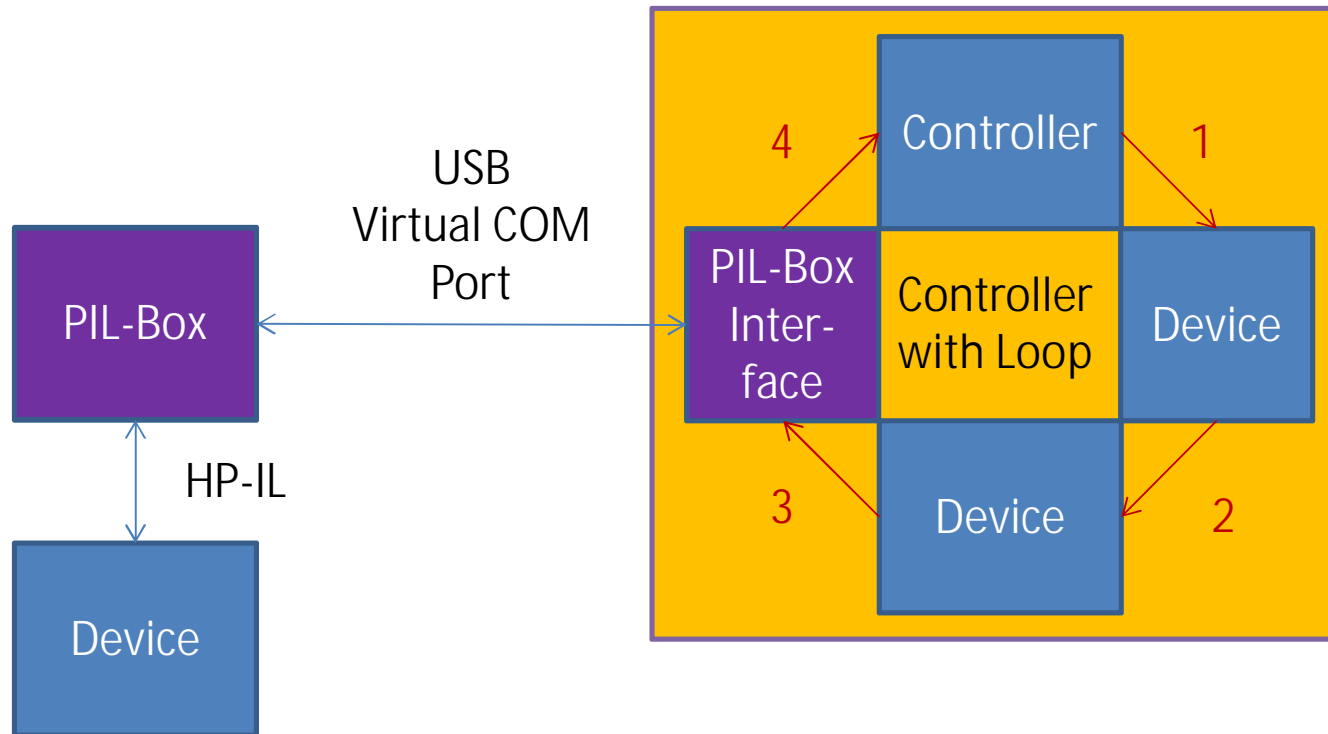 Controller
4
1
USB
Virtual COM
Port
PIL-Box
PIL-Box
Inter-
face
Controller
with Loop
Device
HP-IL
3
Device
2
Device